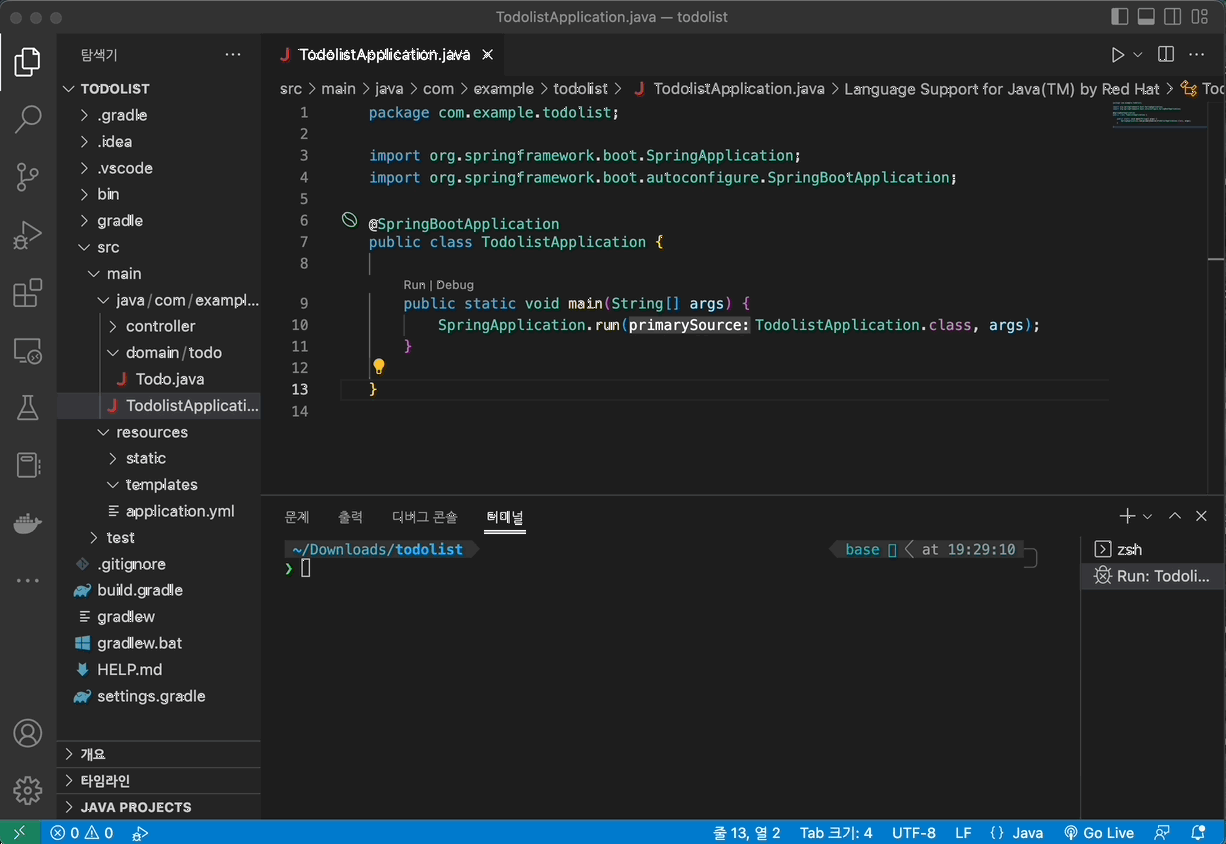 TodolistApplication.java — todolist
탐색기
TODOLIST
.gradle
.idea
.vscode
bin
gradle
src
main
java/com/exampl...
controller
domain/todo
Todo.java
TodolistApplicati...
resources
static
templates
application.yml
test
.gitignore
build.gradle
gradlew
gradlew.bat
HELP.md
settings.gradle
개요
타임라인
JAVA PROJECTS
TodolistApplication.java
src > main > java > com > example > todolist > TodolistApplication.java > Language Support for Java(TM) by Red Hat > Too
1 package com.example.todolist;
2
3 import org.springframework.boot.SpringApplication;
4 import org.springframework.boot.autoconfigure.SpringBootApplication;
5
6 @SpringBootApplication
7 public class TodolistApplication {
8
Run | Debug
9 public static void main(String[] args) {
10 SpringApplication.run(primarySource: TodolistApplication.class, args);
11 }
12
13 }
14
문제 출력 디버그 콘솔 터미널
~/Downloads/todolist base at 19:29:10
❯
zsh
Run: Todoli...
0 0 줄 13, 열 2 Tab 크기: 4 UTF-8 LF {} Java Go Live